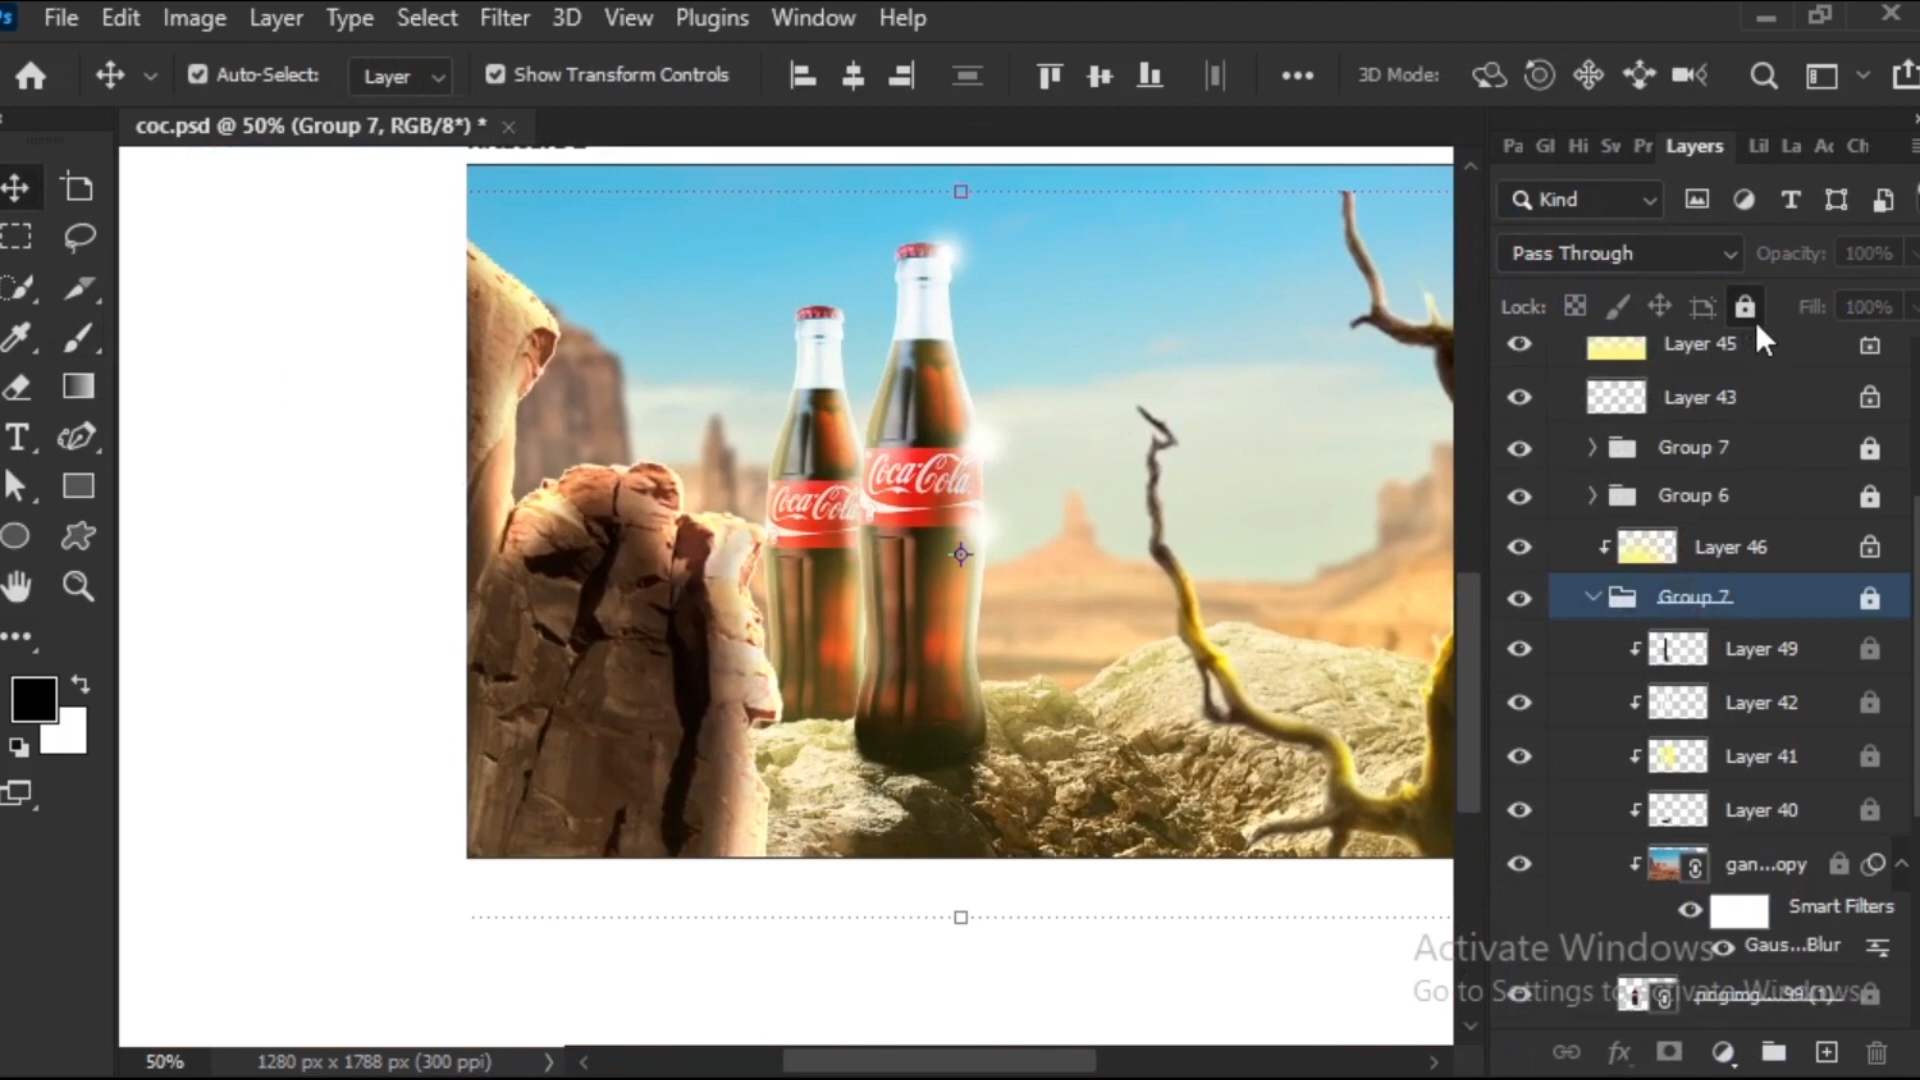 File Edit Image Layer Type Select Filter 3D View Plugins Window Help
Auto-Select: Layer Show Transform Controls 3D Mode:
coc.psd @ 50% (Group 7, RGB/8*) *
Pa Gl Hi Sw Pr Layers Lil La Ac Ch
Kind
Pass Through Opacity: 100%
Lock: Fill: 100%
Layer 45
Layer 43
Group 7
Group 6
Layer 46
Group 7
Layer 49
Layer 42
Layer 41
Layer 40
gan...opy
Smart Filters
Gaus...Blur
Coca-Cola
Coca-Cola
Activate Windows
Go to Settings to activate Windows.
50% 1280 px x 1788 px (300 ppi)